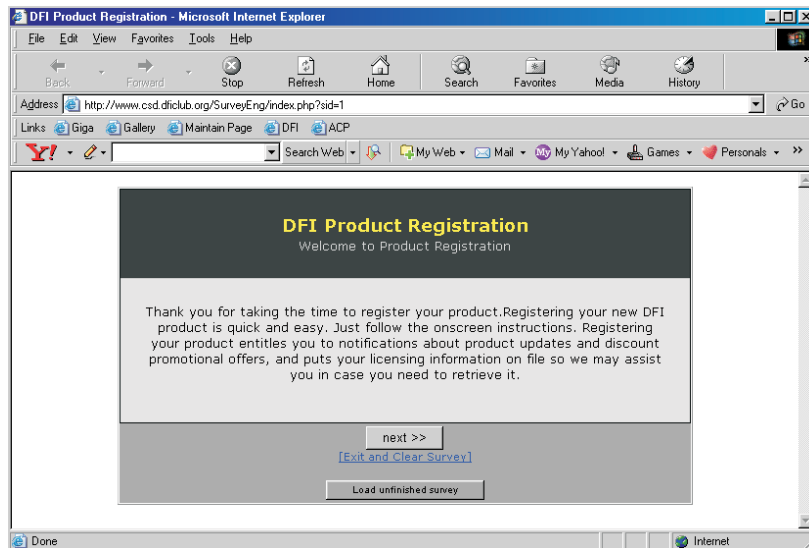 DFI Product Registration - Microsoft Internet Explorer
File Edit View Favorites Tools Help
Back Forward Stop Refresh Home Search Favorites Media History »
Address http://www.csd.dficlub.org/SurveyEng/index.php?sid=1 Go
Links Giga Gallery Maintain Page DFI ACP
Y! Search Web My Web Mail My My Yahoo! Games Personals »
DFI Product Registration
Welcome to Product Registration
Thank you for taking the time to register your product.Registering your new DFI
product is quick and easy. Just follow the onscreen instructions. Registering
your product entitles you to notifications about product updates and discount
promotional offers, and puts your licensing information on file so we may assist
you in case you need to retrieve it.
next >>
[Exit and Clear Survey]
Load unfinished survey
Done Internet